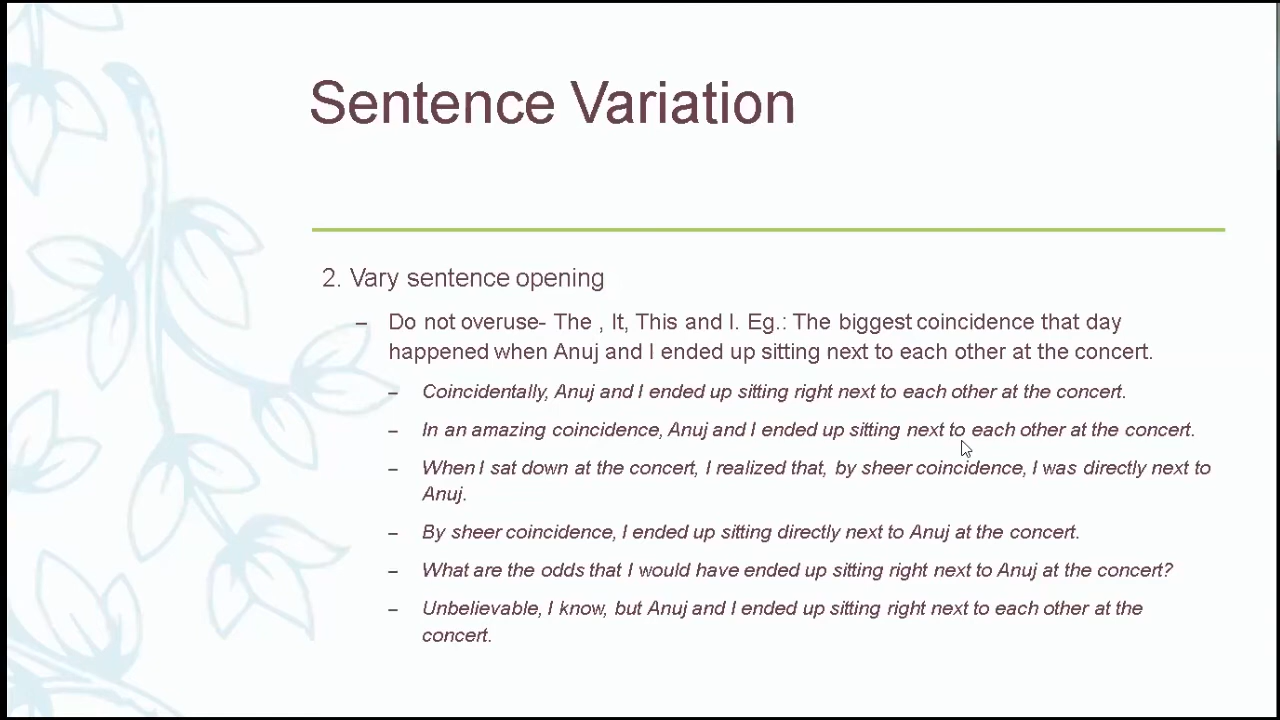 Sentence Variation
2. Vary sentence opening
– Do not overuse- The , It, This and I. Eg.: The biggest coincidence that day
happened when Anuj and I ended up sitting next to each other at the concert.
– Coincidentally, Anuj and I ended up sitting right next to each other at the concert.
– In an amazing coincidence, Anuj and I ended up sitting next to each other at the concert.
– When I sat down at the concert, I realized that, by sheer coincidence, I was directly next to
Anuj.
– By sheer coincidence, I ended up sitting directly next to Anuj at the concert.
– What are the odds that I would have ended up sitting right next to Anuj at the concert?
– Unbelievable, I know, but Anuj and I ended up sitting right next to each other at the
concert.